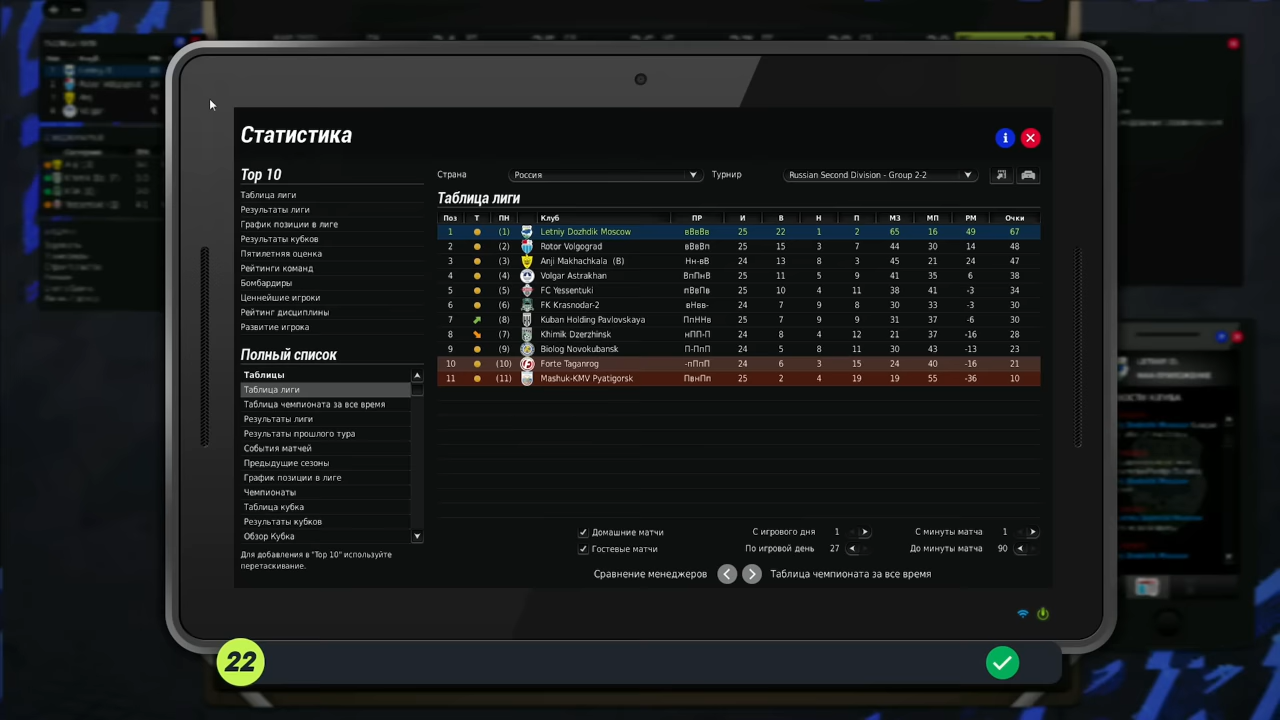 Статистика
Top 10
Таблица лиги
Результаты лиги
График позиции в лиге
Результаты кубков
Пятилетняя оценка
Рейтинги команд
Бомбардиры
Ценнейшие игроки
Рейтинг дисциплины
Развитие игрока
Полный список
Таблицы
Таблица лиги
Таблица чемпионата за все время
Результаты лиги
Результаты прошлого тура
События матчей
Предыдущие сезоны
График позиции в лиге
Чемпионаты
Таблица кубка
Результаты кубков
Обзор Кубка
Для добавления в "Top 10" используйте
перетаскивание.
Страна Россия Турнир Russian Second Division - Group 2-2
Таблица лиги
Поз Т ПН Клуб ПР И В Н П МЗ МП РМ Очки
1 (1) Letniy Dozhdik Moscow вВвВв 25 22 1 2 65 16 49 67
2 (2) Rotor Volgograd вВвВп 25 15 3 7 44 30 14 48
3 (3) Anji Makhachkala (B) Нн-вВ 24 13 8 3 45 21 24 47
4 (4) Volgar Astrakhan ВпПнВ 25 11 5 9 41 35 6 38
5 (5) FC Yessentuki пВвПв 25 10 4 11 38 41 -3 34
6 (6) FK Krasnodar-2 вНвв- 24 7 9 8 30 33 -3 30
7 (8) Kuban Holding Pavlovskaya ПпННв 25 7 9 9 31 37 -6 30
8 (7) Khimik Dzerzhinsk нПП-П 24 8 4 12 21 37 -16 28
9 (9) Biolog Novokubansk П-ПпП 24 5 8 11 30 43 -13 23
10 (10) Forte Taganrog -пППП 24 6 3 15 24 40 -16 21
11 (11) Mashuk-KMV Pyatigorsk ПвнПп 25 2 4 19 19 55 -36 10
Домашние матчи С игрового дня 1 С минуты матча 1
Гостевые матчи По игровой день 27 До минуты матча 90
Сравнение менеджеров Таблица чемпионата за все время
22